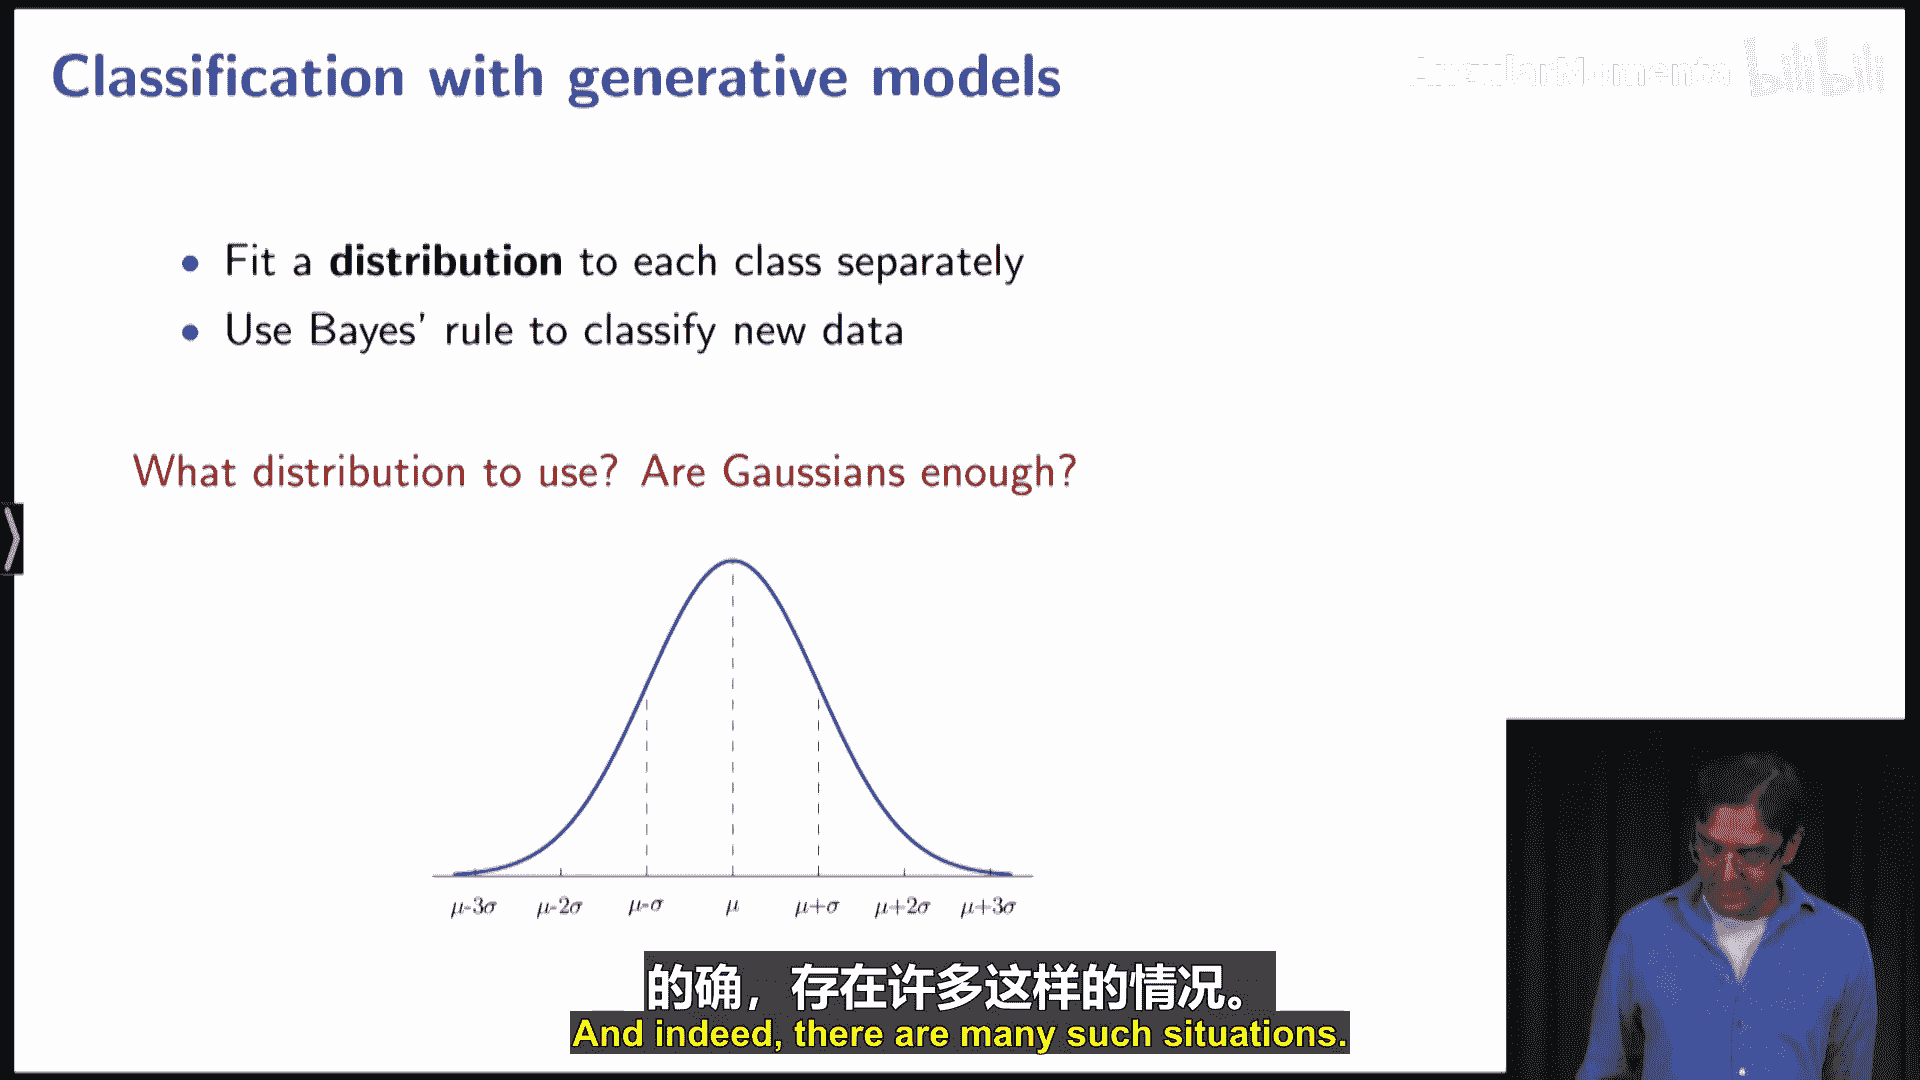 Classification with generative models
bilibili
• Fit a distribution to each class separately
• Use Bayes' rule to classify new data
What distribution to use? Are Gaussians enough?
μ-3σ μ-2σ μ-σ μ μ+σ μ+2σ μ+3σ
的确，存在许多这样的情况。
And indeed, there are many such situations.